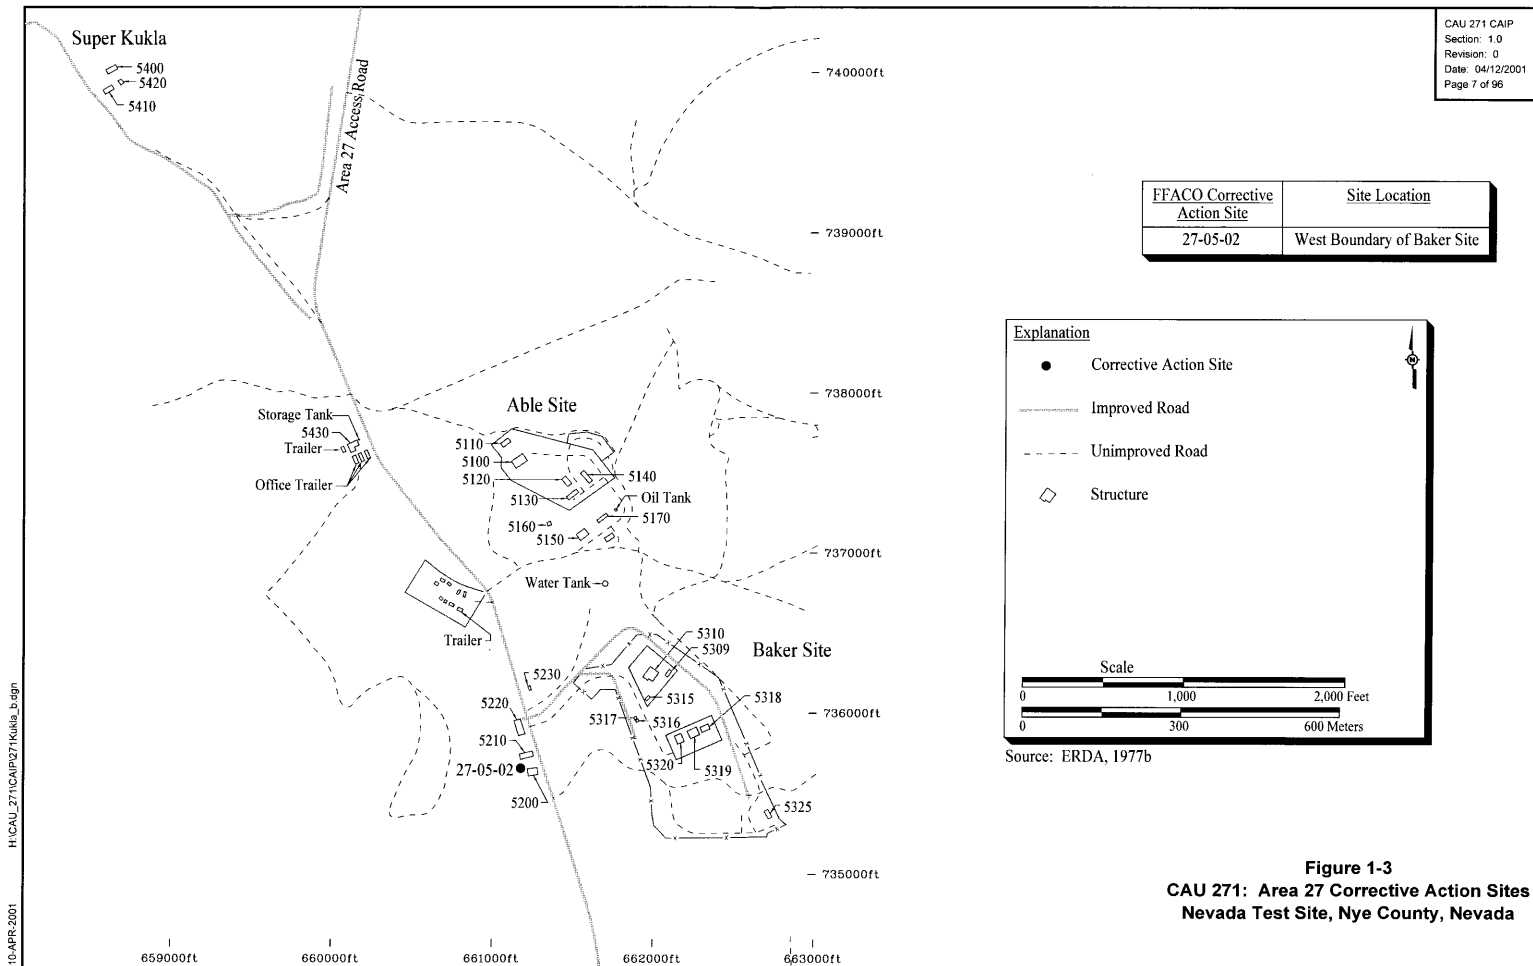 CAU 271 CAIP
Section: 1.0
Revision: 0
Date: 04/12/2001
Page 7 of 96
Super Kukla
5400
5420
5410
Area 27 Access Road
740000ft
739000ft
738000ft
737000ft
736000ft
735000ft
FFACO Corrective Action Site
Site Location
27-05-02
West Boundary of Baker Site
Explanation
N
Corrective Action Site
Improved Road
Unimproved Road
Structure
Scale
0 1,000 2,000 Feet
0 300 600 Meters
Source: ERDA, 1977b
Storage Tank
5430
Trailer
Office Trailer
Able Site
5110
5100
5120
5130
5140
Oil Tank
5170
5160
5150
Water Tank
Trailer
Baker Site
5310
5309
5230
5315
5318
5220
5317
5316
5210
5320
5319
27-05-02
5200
5325
659000ft
660000ft
661000ft
662000ft
663000ft
Figure 1-3
CAU 271: Area 27 Corrective Action Sites
Nevada Test Site, Nye County, Nevada
H:\CAU_271\CAIP\271Kukla_b.dgn
10-APR-2001